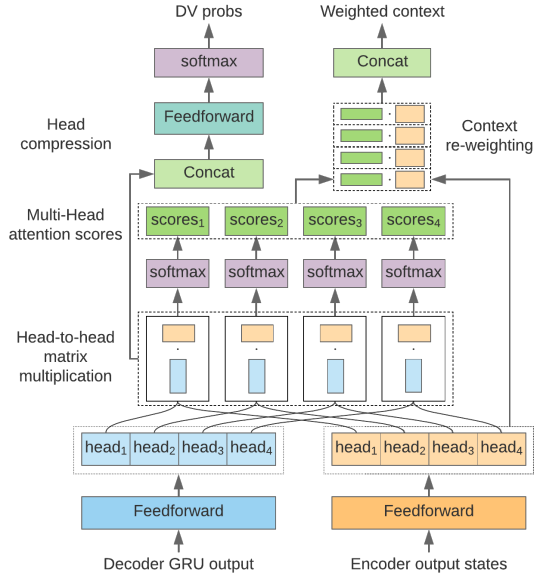 DV probs
Weighted context
softmax
Concat
Feedforward
Head
compression
Context
re-weighting
Concat
Multi-Head
attention scores
scores1 scores2 scores3 scores4
softmax softmax softmax softmax
Head-to-head
matrix
multiplication
head1 head2 head3 head4
head1 head2 head3 head4
Feedforward
Feedforward
Decoder GRU output
Encoder output states